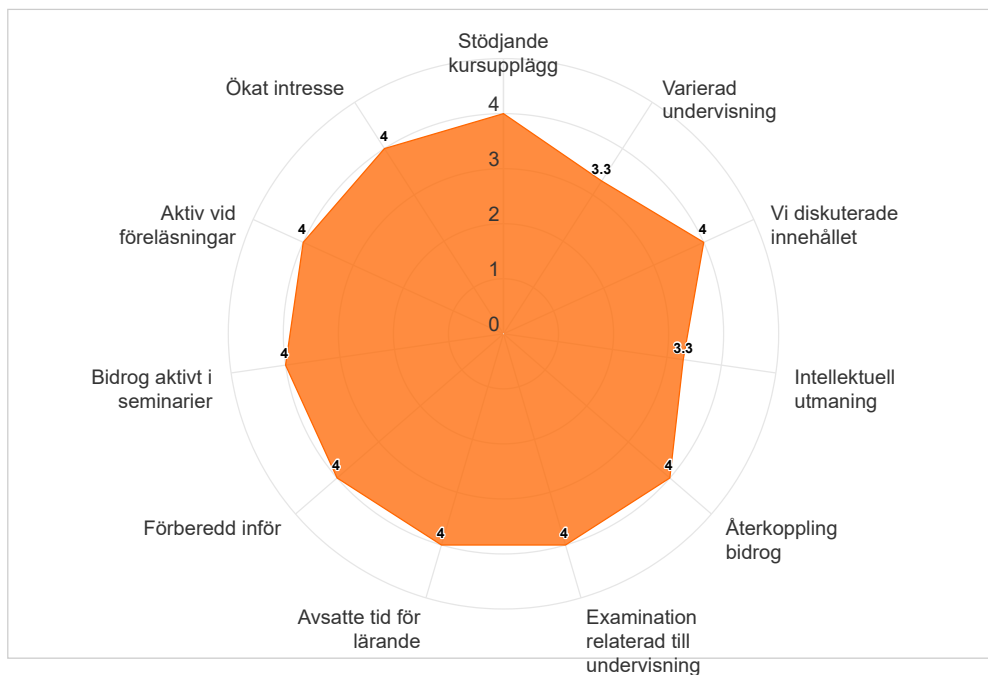 Stödjande
kursupplägg
Ökat intresse
Varierad
undervisning
4
4
3
3.3
2
Aktiv vid
föreläsningar
4
4
Vi diskuterade
innehållet
1
0
4
3.3
Bidrog aktivt i
seminarier
Intellektuell
utmaning
4
4
Förberedd inför
Återkoppling
bidrog
4
4
Avsatte tid för
lärande
Examination
relaterad till
undervisning